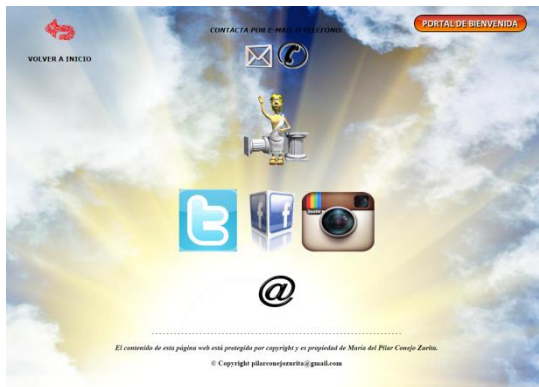 CONTACTA POR E-MAIL O TELÉFONO:
PORTAL DE BIENVENIDA
VOLVER A INICIO
@
El contenido de esta página web está protegido por copyright y es propiedad de María del Pilar Conejo Zurita.
© Copyright pilarconejozurita@gmail.com